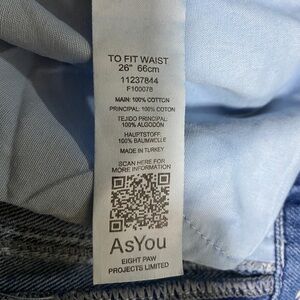 TO FIT WAIST
26" 66cm
11237844
F10007B
MAIN: 100% COTTON
PRINCIPAL: 100% COTON
TEJIDO PRINCIPAL:
100% ALGODÓN
HAUPTSTOFF:
100% BAUMWOLLE
MADE IN TURKEY
SCAN HERE FOR
MORE INFORMATION
AsYou
EIGHT PAW
PROJECTS LIMITED